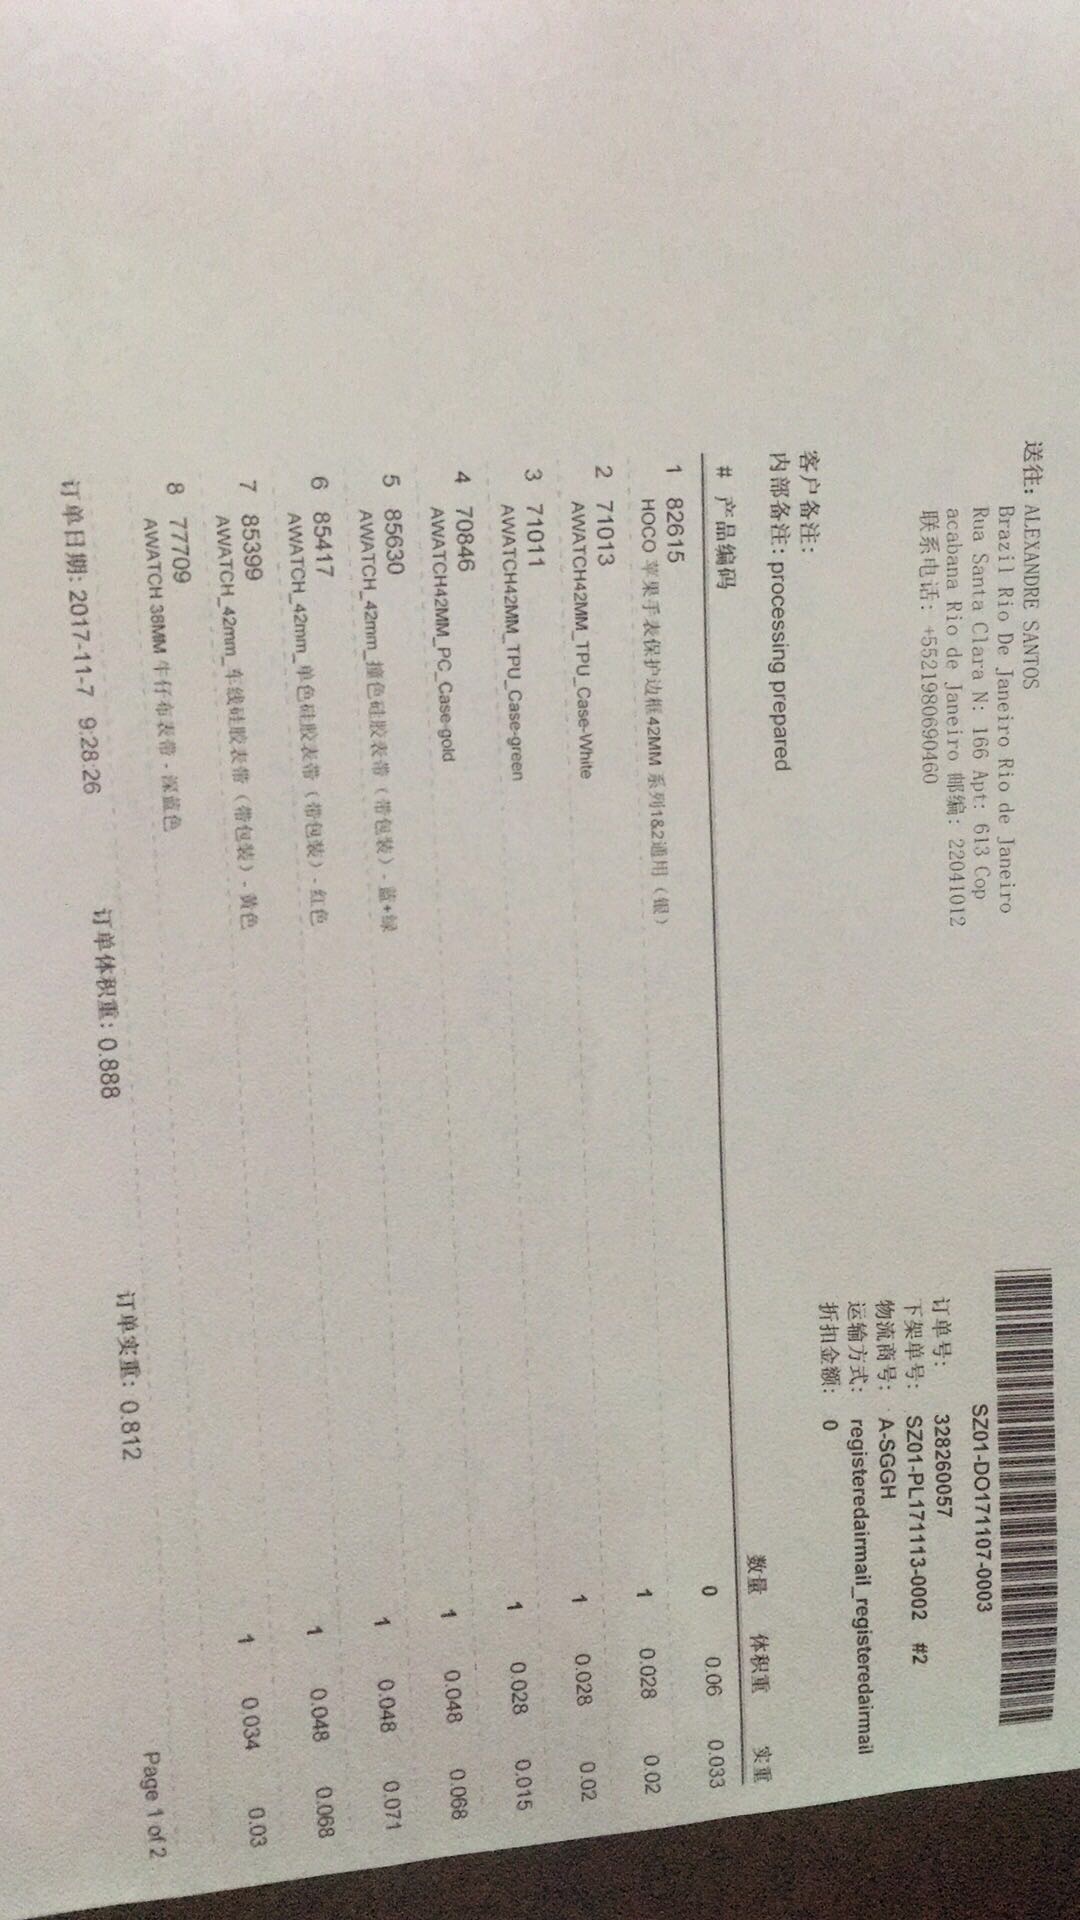 SZ01-DO171107-0003
送往: ALEXANDRE SANTOS
Brazil Rio De Janeiro Rio de Janeiro
Rua Santa Clara N: 166 Apt: 613 Cop
acabana Rio de Janeiro 邮编: 22041012
联系电话: +5521980690460
订单号: 328260057
下架单号: SZ01-PL171113-0002 #2
物流商号: A-SGGH
运输方式: registeredairmail_registeredairmail
折扣金额: 0
客户备注:
内部备注: processing prepared
# 产品编码 数量 体积重 实重
1 82615 0 0.06 0.033
HOCO 苹果手表保护边框42MM 系列1&2通用（银）
2 71013 1 0.028 0.02
AWATCH42MM_TPU_Case-White
3 71011 1 0.028 0.02
AWATCH42MM_TPU_Case-green
4 70846 1 0.028 0.015
AWATCH42MM_PC_Case-gold
5 85630 1 0.048 0.068
AWATCH_42mm_撞色硅胶表带（带包装）- 蓝+绿
6 85417 1 0.048 0.071
AWATCH_42mm_单色硅胶表带（带包装）- 红色
7 85399 1 0.048 0.068
AWATCH_42mm_车线硅胶表带（带包装）- 黄色
8 77709 1 0.034 0.03
AWATCH 38MM 牛仔布表带 - 深蓝色
订单日期: 2017-11-7 9:28:26 订单体积重: 0.888 订单实重: 0.812
Page 1 of 2